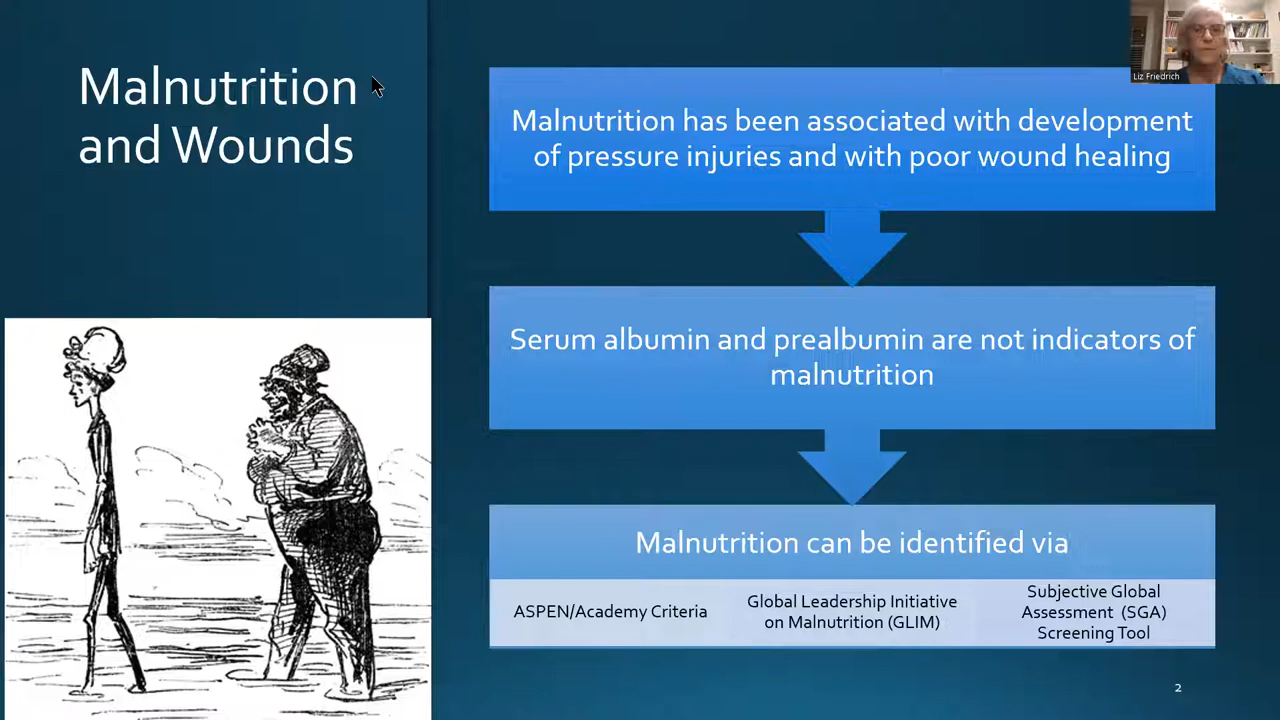 Malnutrition
and Wounds
Liz Friedrich
Malnutrition has been associated with development
of pressure injuries and with poor wound healing
Serum albumin and prealbumin are not indicators of
malnutrition
Malnutrition can be identified via
ASPEN/Academy Criteria
Global Leadership Initiative
on Malnutrition (GLIM)
Subjective Global
Assessment (SGA)
Screening Tool
2